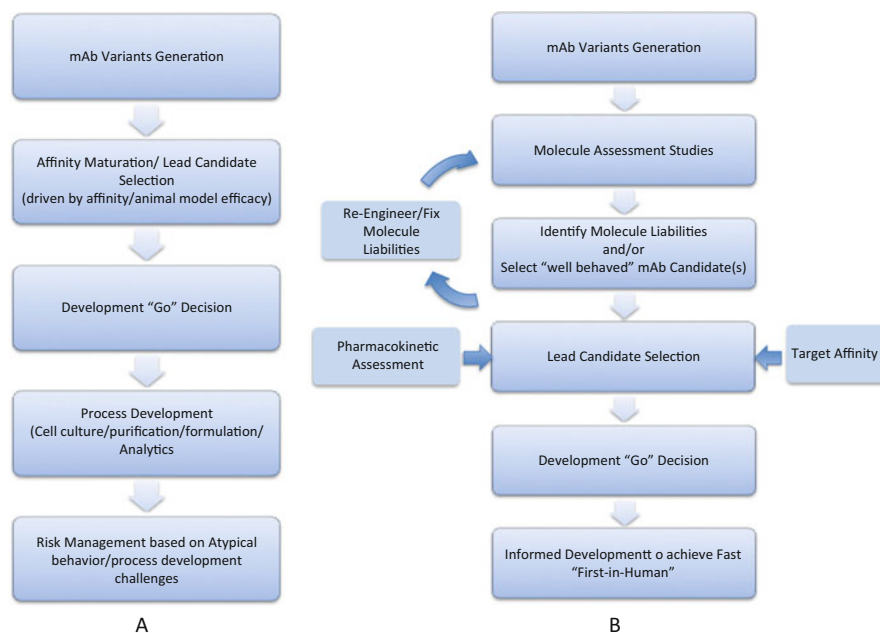 mAb Variants Generation
Affinity Maturation/ Lead Candidate
Selection
(driven by affinity/animal model efficacy)
Development “Go” Decision
Process Development
(Cell culture/purification/formulation/
Analytics
Risk Management based on Atypical
behavior/process development
challenges
A
mAb Variants Generation
Molecule Assessment Studies
Re-Engineer/Fix
Molecule
Liabilities
Identify Molecule Liabilities
and/or
Select “well behaved” mAb Candidate(s)
Pharmacokinetic
Assessment
Lead Candidate Selection
Target Affinity
Development “Go” Decision
Informed Developmentt o achieve Fast
“First-in-Human”
B